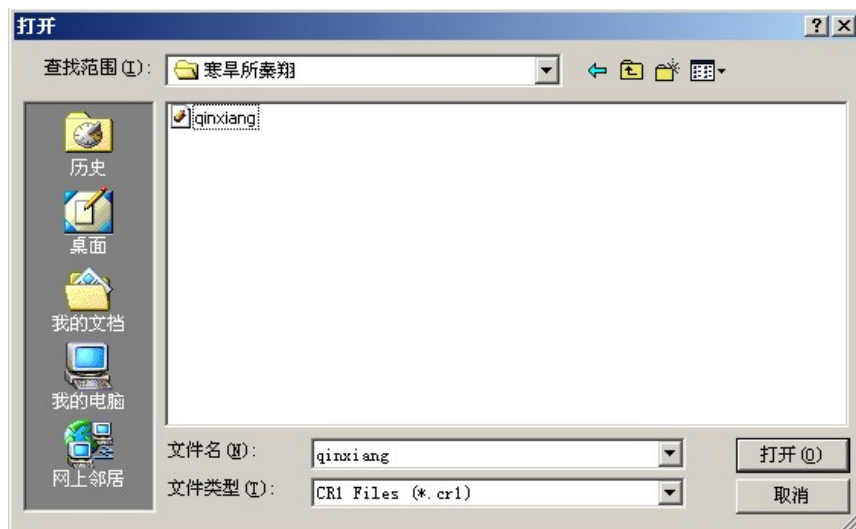 打开
查找范围(I):
寒旱所秦翔
qinxiang
历史
桌面
我的文档
我的电脑
网上邻居
文件名(N):
qinxiang
打开(O)
文件类型(T):
CR1 Files (*.cr1)
取消